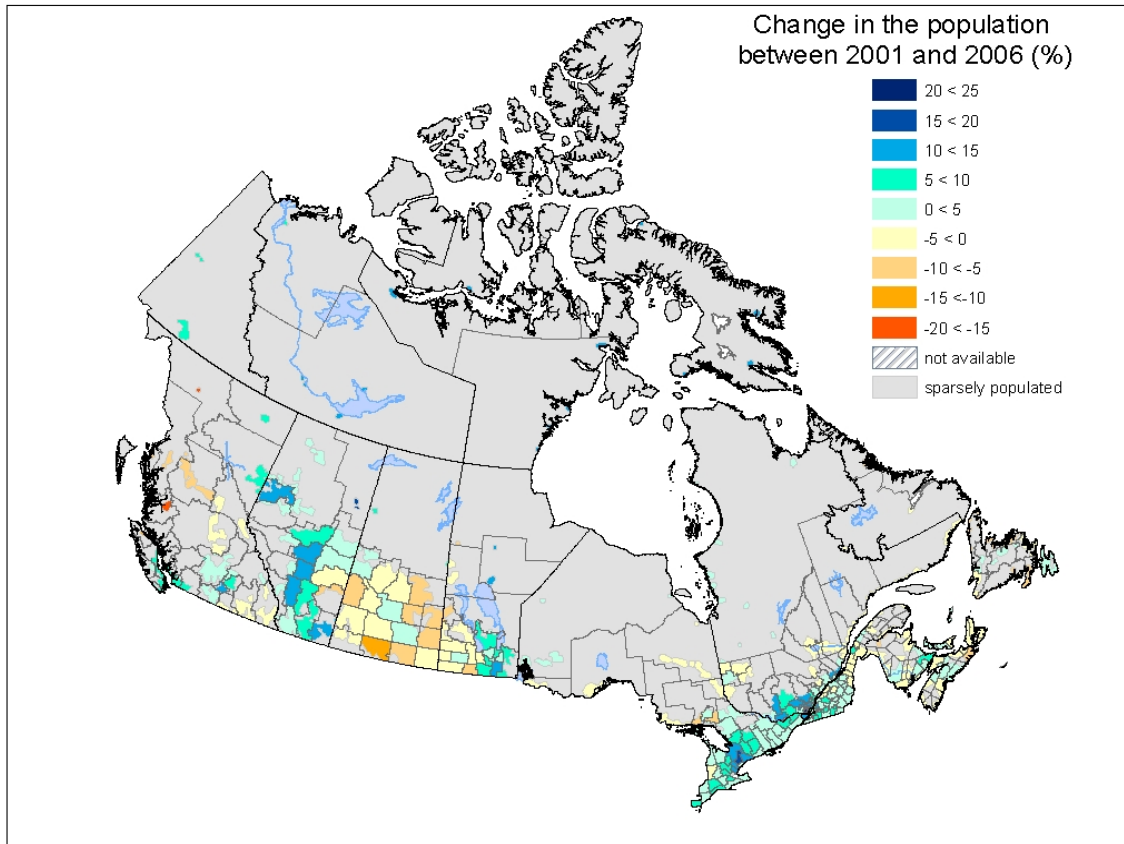 Change in the population
between 2001 and 2006 (%)
20 < 25
15 < 20
10 < 15
5 < 10
0 < 5
-5 < 0
-10 < -5
-15 <-10
-20 < -15
not available
sparsely populated